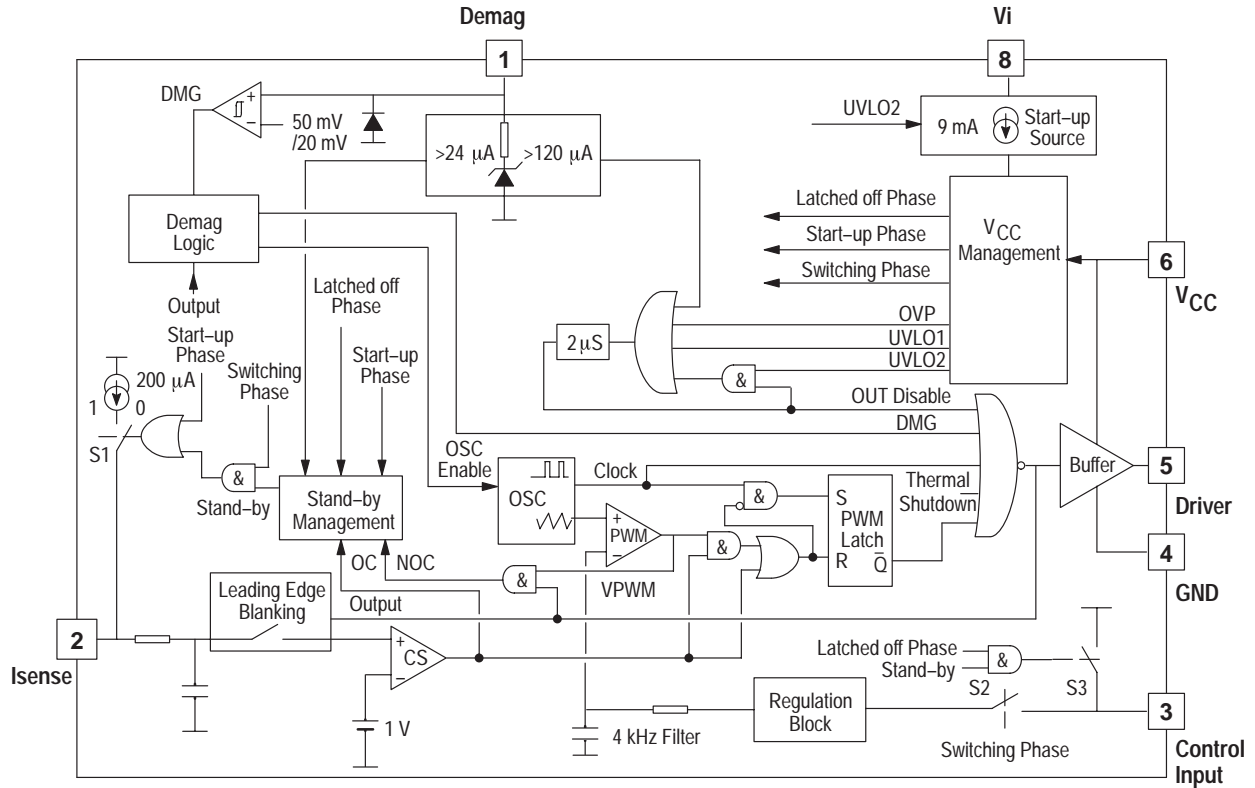 Demag
Vi
1
8
DMG
+
−
50 mV
/20 mV
>24 μA
>120 μA
UVLO2
9 mA
Start–up
Source
Demag
Logic
Latched off Phase
Start–up Phase
Switching Phase
VCC
Management
6
VCC
Output
Start–up
Phase
Latched off
Phase
Start–up
Phase
Switching
Phase
200 μA
1
0
S1
2 μS
OVP
UVLO1
UVLO2
&
OUT Disable
DMG
&
Stand–by
Stand–by
Management
OSC
Enable
OSC
Clock
+
PWM
−
&
&
S
PWM
Latch
R
Q
Thermal
Shutdown
Buffer
5
Driver
4
GND
OC
NOC
&
VPWM
Leading Edge
Blanking
Output
2
Isense
+
CS
−
1 V
4 kHz Filter
Regulation
Block
Latched off Phase
Stand–by
&
S2
S3
Switching Phase
3
Control
Input